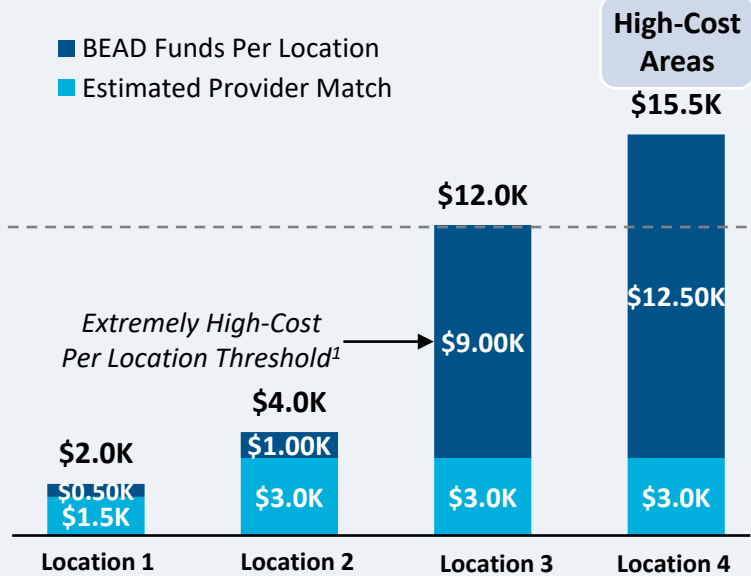 BEAD Funds Per Location
Estimated Provider Match
High-Cost
Areas
$15.5K
$12.0K
$12.50K
Extremely High-Cost
Per Location Threshold¹
$9.00K
$4.0K
$1.00K
$2.0K
$0.50K
$1.5K
$3.0K
$3.0K
$3.0K
Location 1
Location 2
Location 3
Location 4